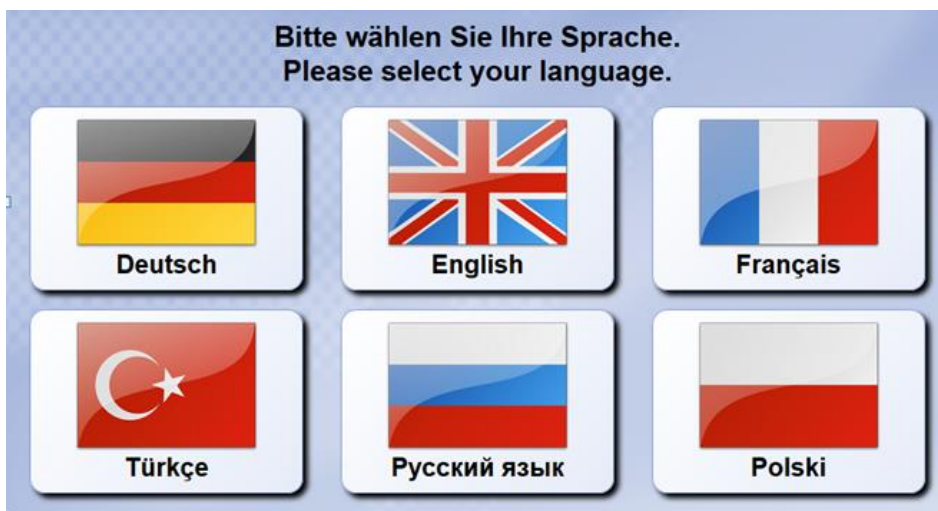 Bitte wählen Sie Ihre Sprache.
Please select your language.
Deutsch
English
Français
Türkçe
Русский язык
Polski